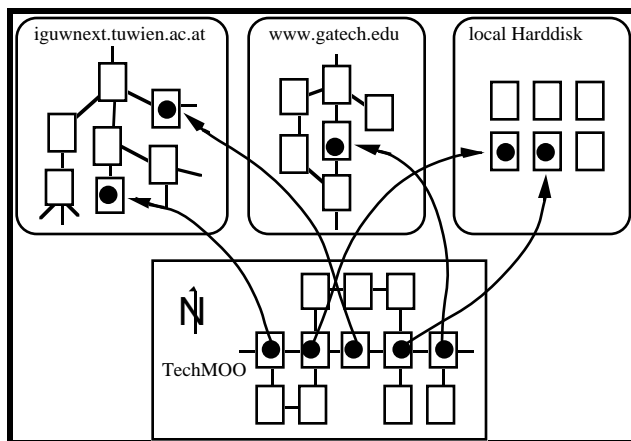 iguwnext.tuwien.ac.at
www.gatech.edu
local Harddisk
N
TechMOO